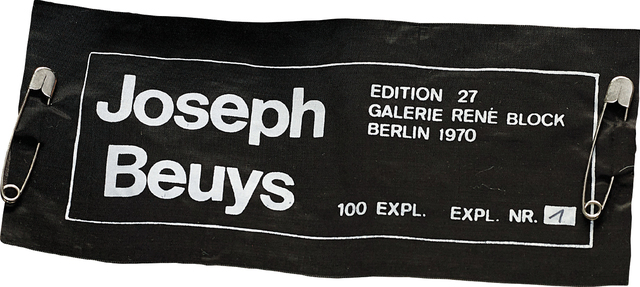 Joseph
Beuys
EDITION 27
GALERIE RENÉ BLOCK
BERLIN 1970
100 EXPL. EXPL. NR. 1